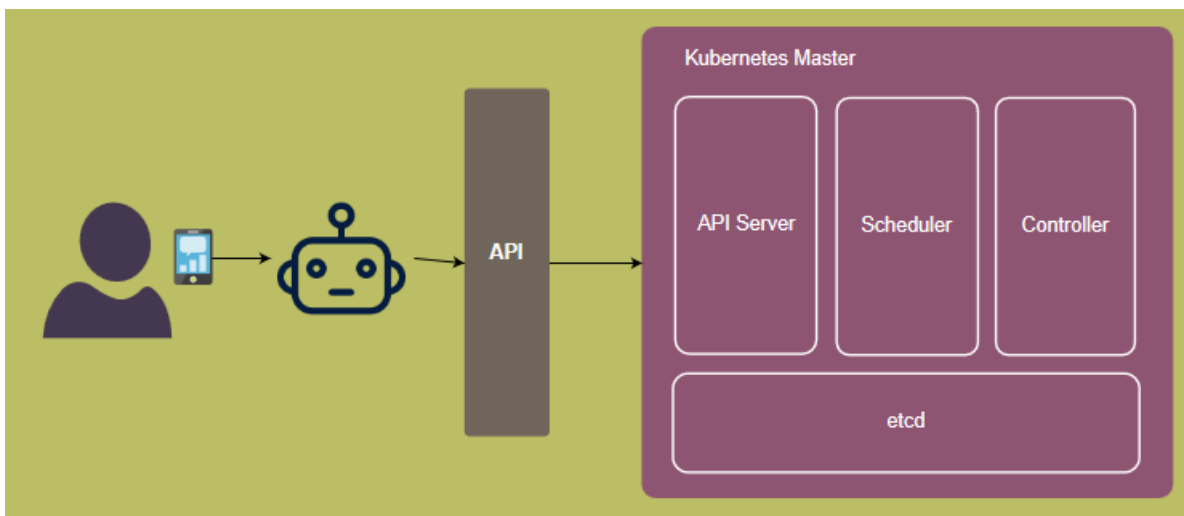 Kubernetes Master
API
API Server
Scheduler
Controller
etcd